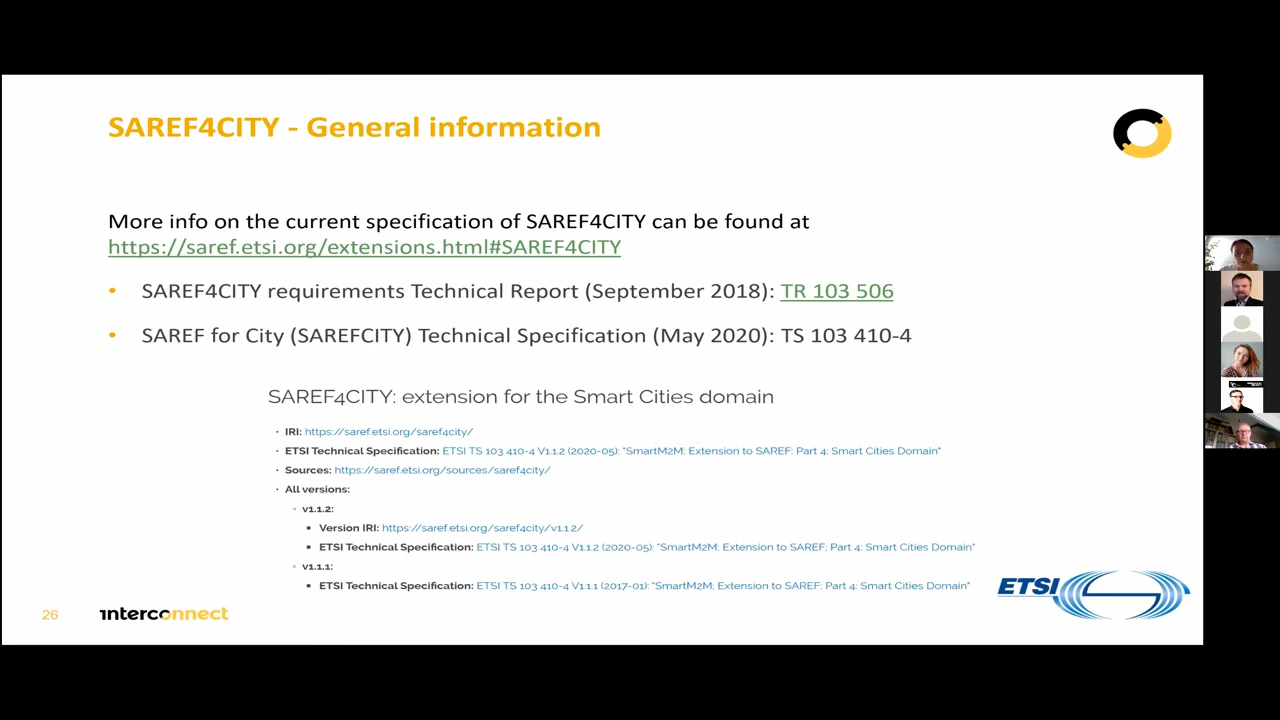 SAREF4CITY - General information
More info on the current specification of SAREF4CITY can be found at
https://saref.etsi.org/extensions.html#SAREF4CITY
• SAREF4CITY requirements Technical Report (September 2018): TR 103 506
• SAREF for City (SAREFCITY) Technical Specification (May 2020): TS 103 410-4
SAREF4CITY: extension for the Smart Cities domain
• IRI: https://saref.etsi.org/saref4city/
• ETSI Technical Specification: ETSI TS 103 410-4 V1.1.2 (2020-05): "SmartM2M; Extension to SAREF; Part 4: Smart Cities Domain"
• Sources: https://saref.etsi.org/sources/saref4city/
• All versions:
◦ v1.1.2:
▪ Version IRI: https://saref.etsi.org/saref4city/v1.1.2/
▪ ETSI Technical Specification: ETSI TS 103 410-4 V1.1.2 (2020-05): "SmartM2M; Extension to SAREF; Part 4: Smart Cities Domain"
◦ v1.1.1:
▪ ETSI Technical Specification: ETSI TS 103 410-4 V1.1.1 (2017-01): "SmartM2M; Extension to SAREF; Part 4: Smart Cities Domain"
ETSI
26
interconnect